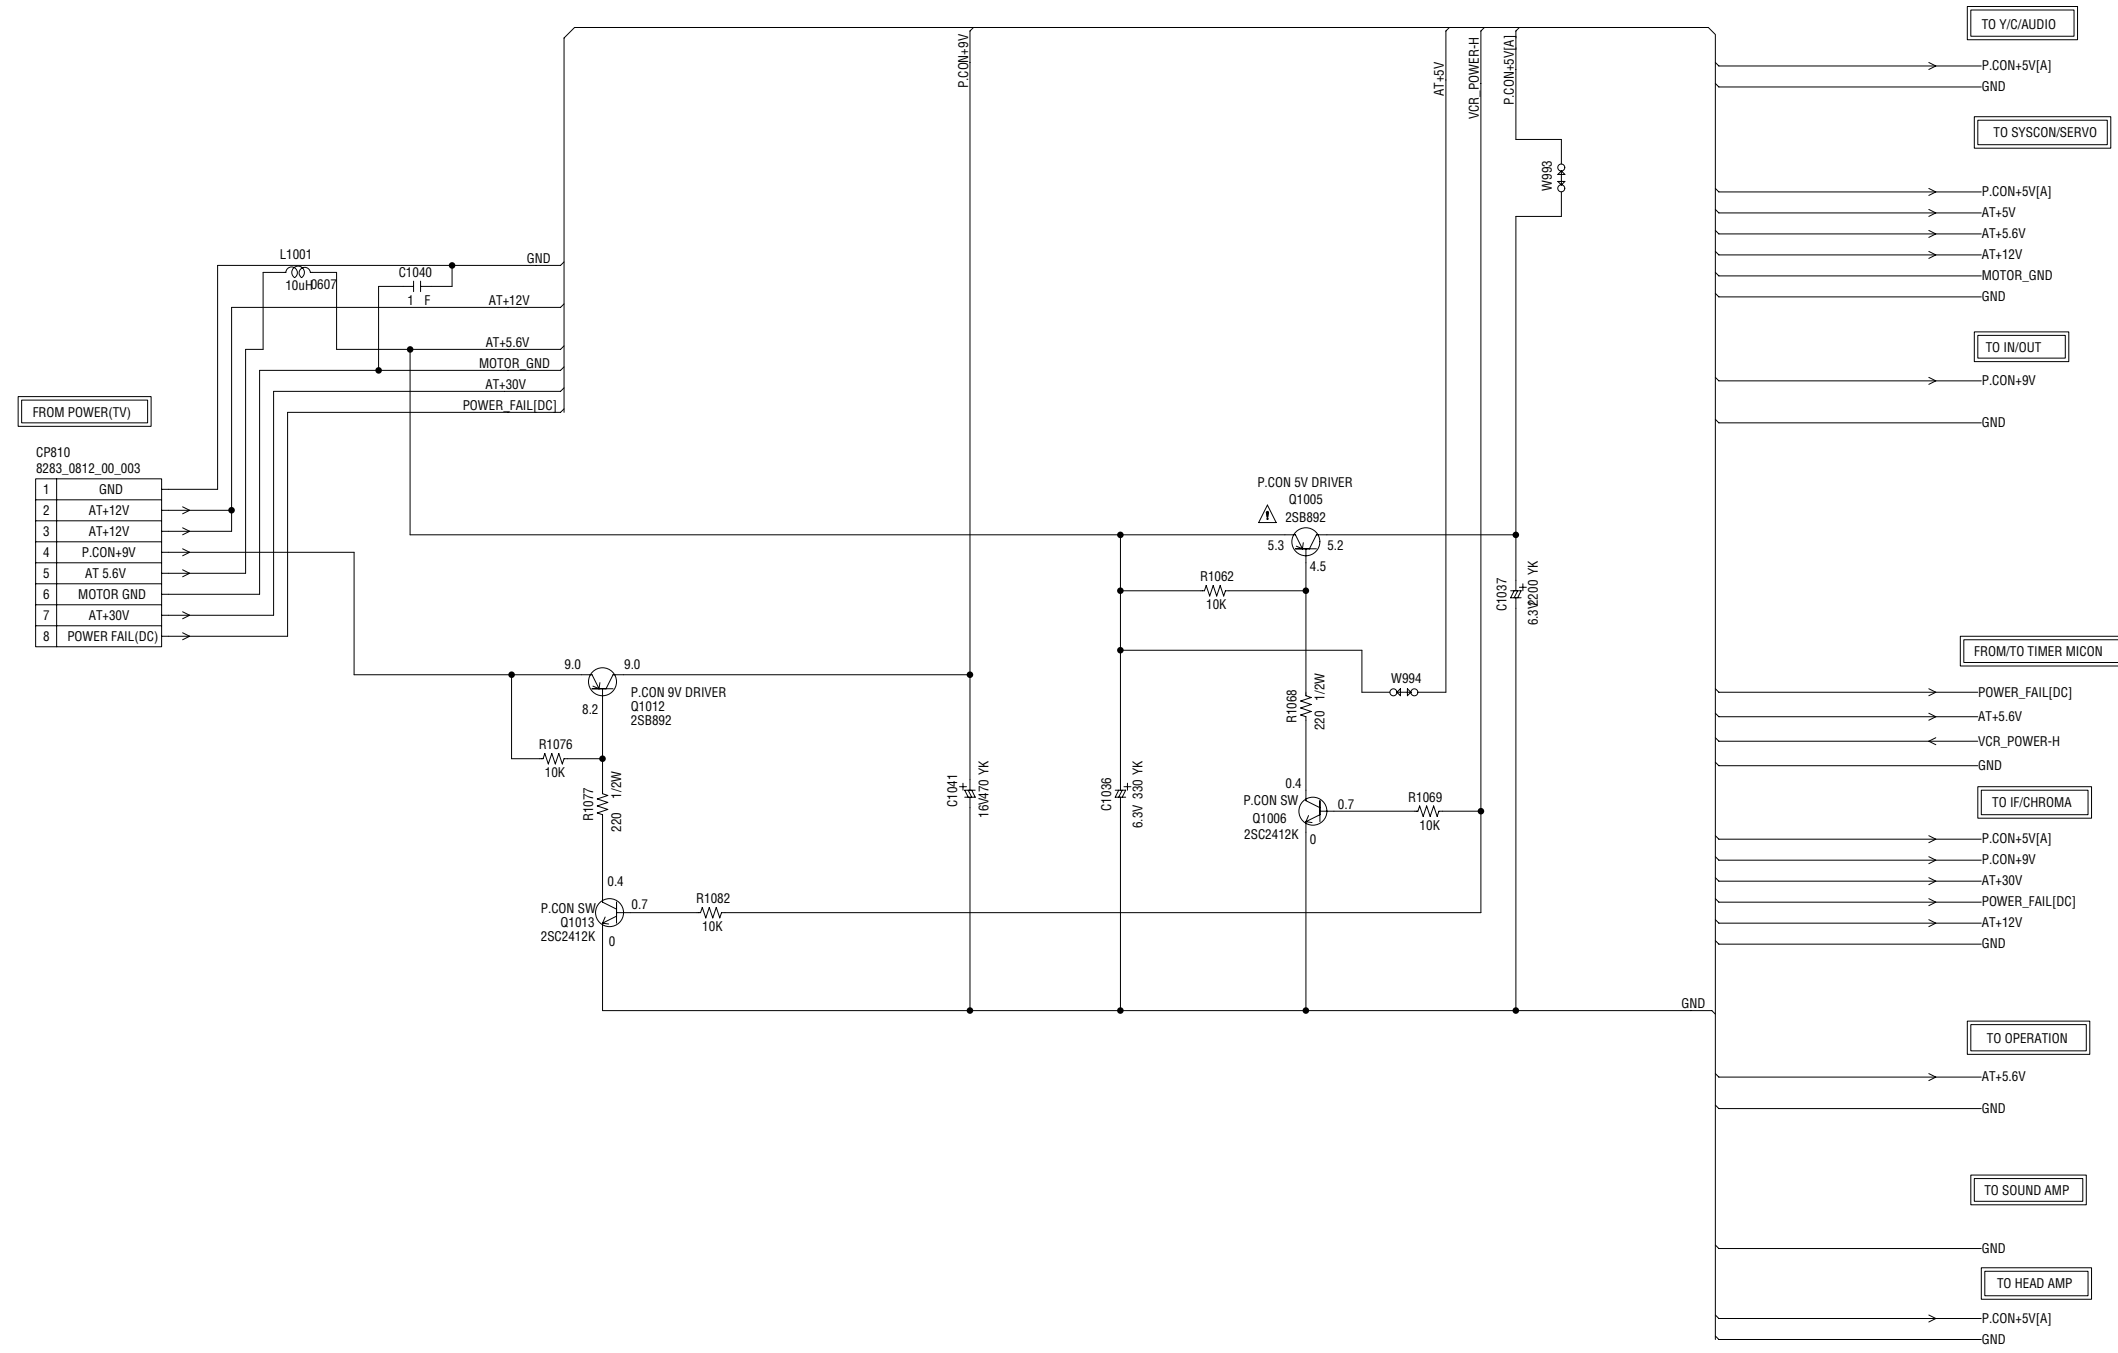 TO Y/C/AUDIO
P.CON+5V[A]
GND
TO SYSCON/SERVO
P.CON+5V[A]
AT+5V
AT+5.6V
AT+12V
MOTOR_GND
GND
TO IN/OUT
P.CON+9V
GND
FROM/TO TIMER MICON
POWER_FAIL[DC]
AT+5.6V
VCR_POWER-H
GND
TO IF/CHROMA
P.CON+5V[A]
P.CON+9V
AT+30V
POWER_FAIL[DC]
AT+12V
GND
TO OPERATION
AT+5.6V
GND
TO SOUND AMP
GND
TO HEAD AMP
P.CON+5V[A]
GND
P.CON+9V
AT+5V
VCR_POWER-H
P.CON+5V[A]
W993
L1001
10uH
0607
C1040
1 F
GND
AT+12V
AT+5.6V
MOTOR_GND
AT+30V
POWER_FAIL[DC]
FROM POWER(TV)
CP810
8283_0812_00_003
1 GND
2 AT+12V
3 AT+12V
4 P.CON+9V
5 AT 5.6V
6 MOTOR GND
7 AT+30V
8 POWER FAIL(DC)
P.CON 5V DRIVER
Q1005
2SB892
5.3
5.2
4.5
R1062
10K
C1037
6.3V
2200 YK
+
W994
R1068
220 1/2W
9.0
9.0
8.2
P.CON 9V DRIVER
Q1012
2SB892
R1076
10K
R1077
220 1/2W
C1041
+
16V
470 YK
C1036
+
6.3V 330 YK
0.4
P.CON SW
Q1006
2SC2412K
0.7
0
R1069
10K
0.4
P.CON SW
Q1013
2SC2412K
0.7
0
R1082
10K
GND